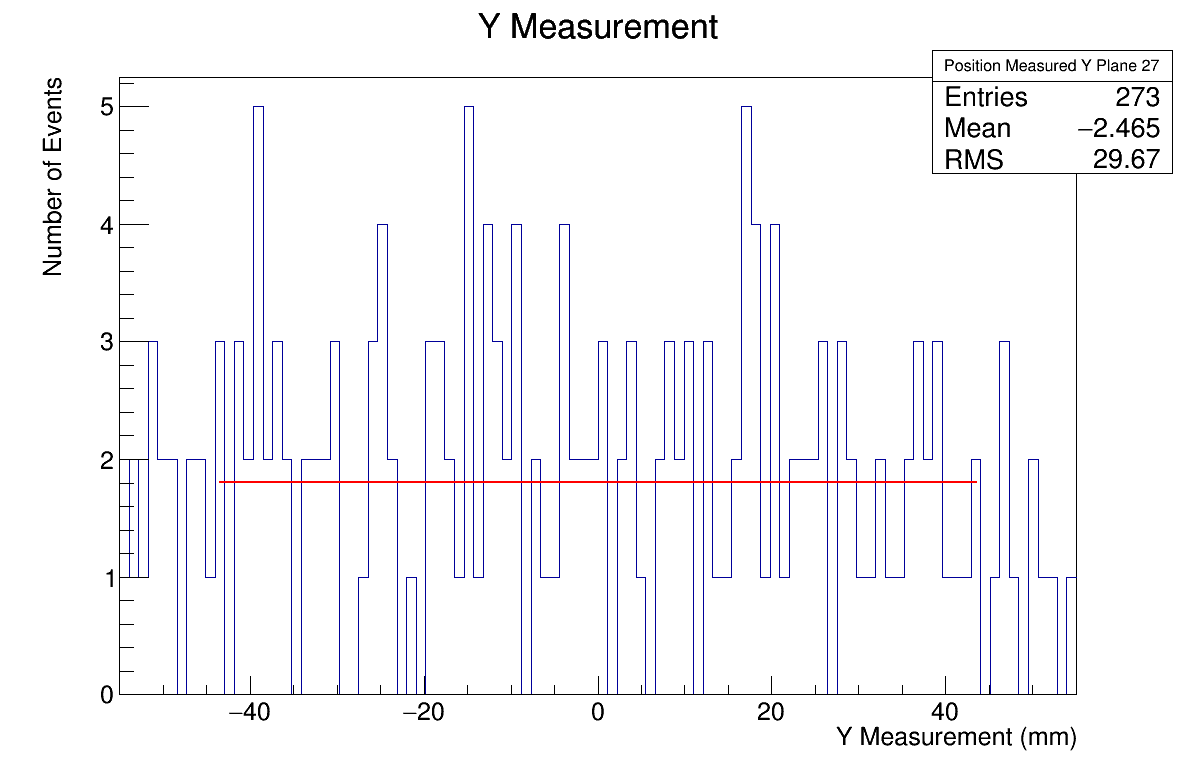 Y Measurement
Position Measured Y Plane 27
Entries 273
Mean −2.465
RMS 29.67
Number of Events
5
4
3
2
1
0
−40 −20 0 20 40
Y Measurement (mm)